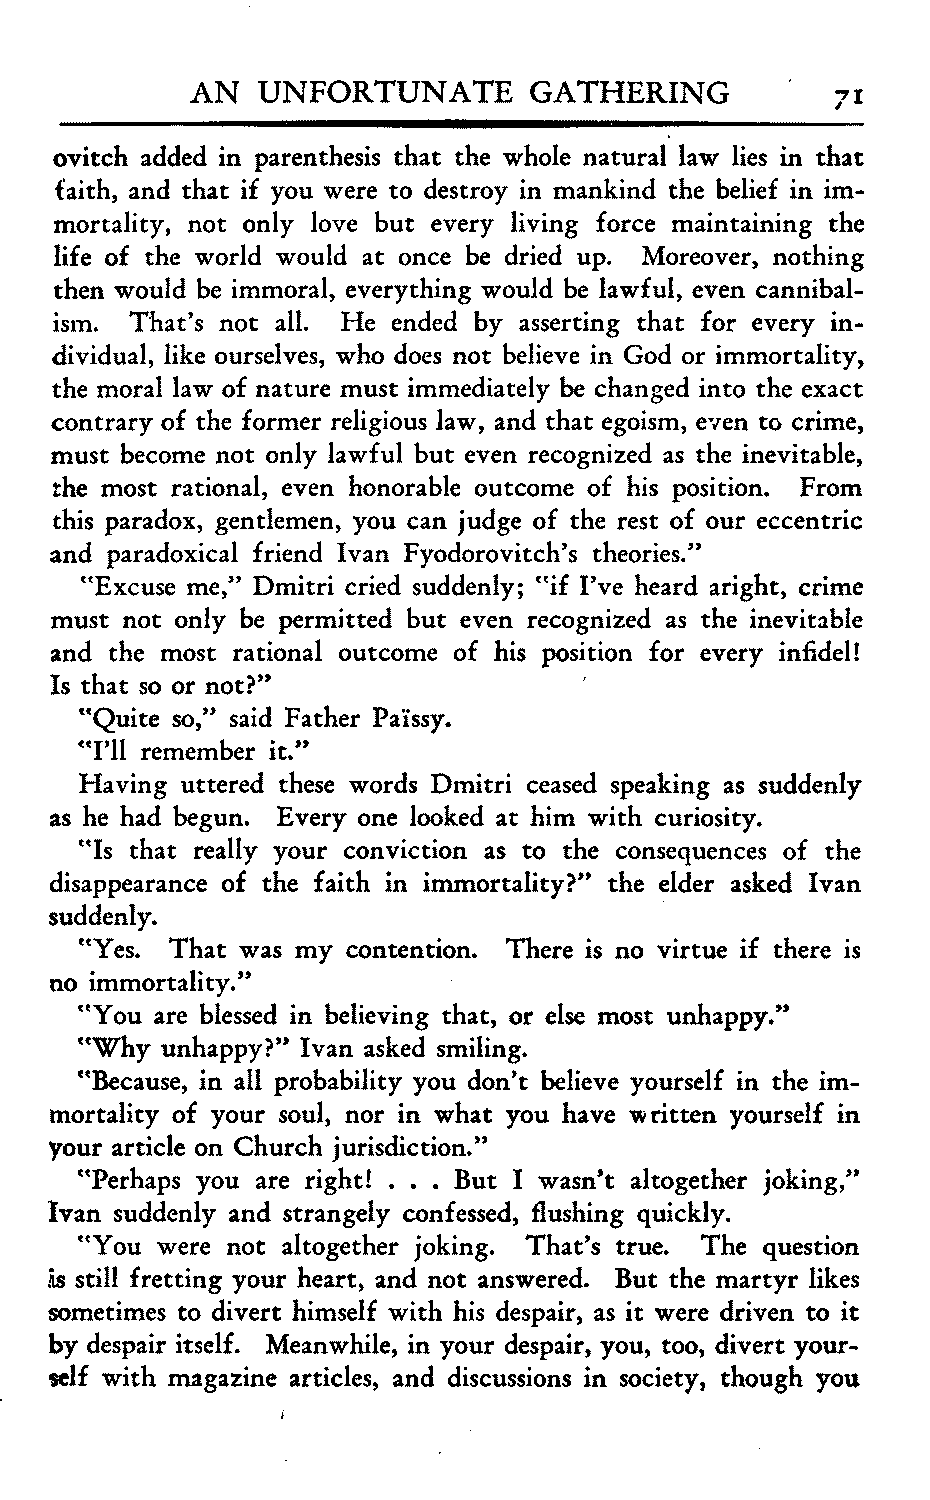 AN UNFORTUNATE GATHERING 71
ovitch added in parenthesis that the whole natural law lies in that
faith, and that if you were to destroy in mankind the belief in im-
mortality, not only love but every living force maintaining the
life of the world would at once be dried up. Moreover, nothing
then would be immoral, everything would be lawful, even cannibal-
ism. That's not all. He ended by asserting that for every in-
dividual, like ourselves, who does not believe in God or immortality,
the moral law of nature must immediately be changed into the exact
contrary of the former religious law, and that egoism, even to crime,
must become not only lawful but even recognized as the inevitable,
the most rational, even honorable outcome of his position. From
this paradox, gentlemen, you can judge of the rest of our eccentric
and paradoxical friend Ivan Fyodorovitch's theories."
"Excuse me," Dmitri cried suddenly; "if I've heard aright, crime
must not only be permitted but even recognized as the inevitable
and the most rational outcome of his position for every infidel!
Is that so or not?"
"Quite so," said Father Païssy.
"I'll remember it."
Having uttered these words Dmitri ceased speaking as suddenly
as he had begun. Every one looked at him with curiosity.
"Is that really your conviction as to the consequences of the
disappearance of the faith in immortality?" the elder asked Ivan
suddenly.
"Yes. That was my contention. There is no virtue if there is
no immortality."
"You are blessed in believing that, or else most unhappy."
"Why unhappy?" Ivan asked smiling.
"Because, in all probability you don't believe yourself in the im-
mortality of your soul, nor in what you have written yourself in
your article on Church jurisdiction."
"Perhaps you are right! . . . But I wasn't altogether joking,"
Ivan suddenly and strangely confessed, flushing quickly.
"You were not altogether joking. That's true. The question
is still fretting your heart, and not answered. But the martyr likes
sometimes to divert himself with his despair, as it were driven to it
by despair itself. Meanwhile, in your despair, you, too, divert your-
self with magazine articles, and discussions in society, though you